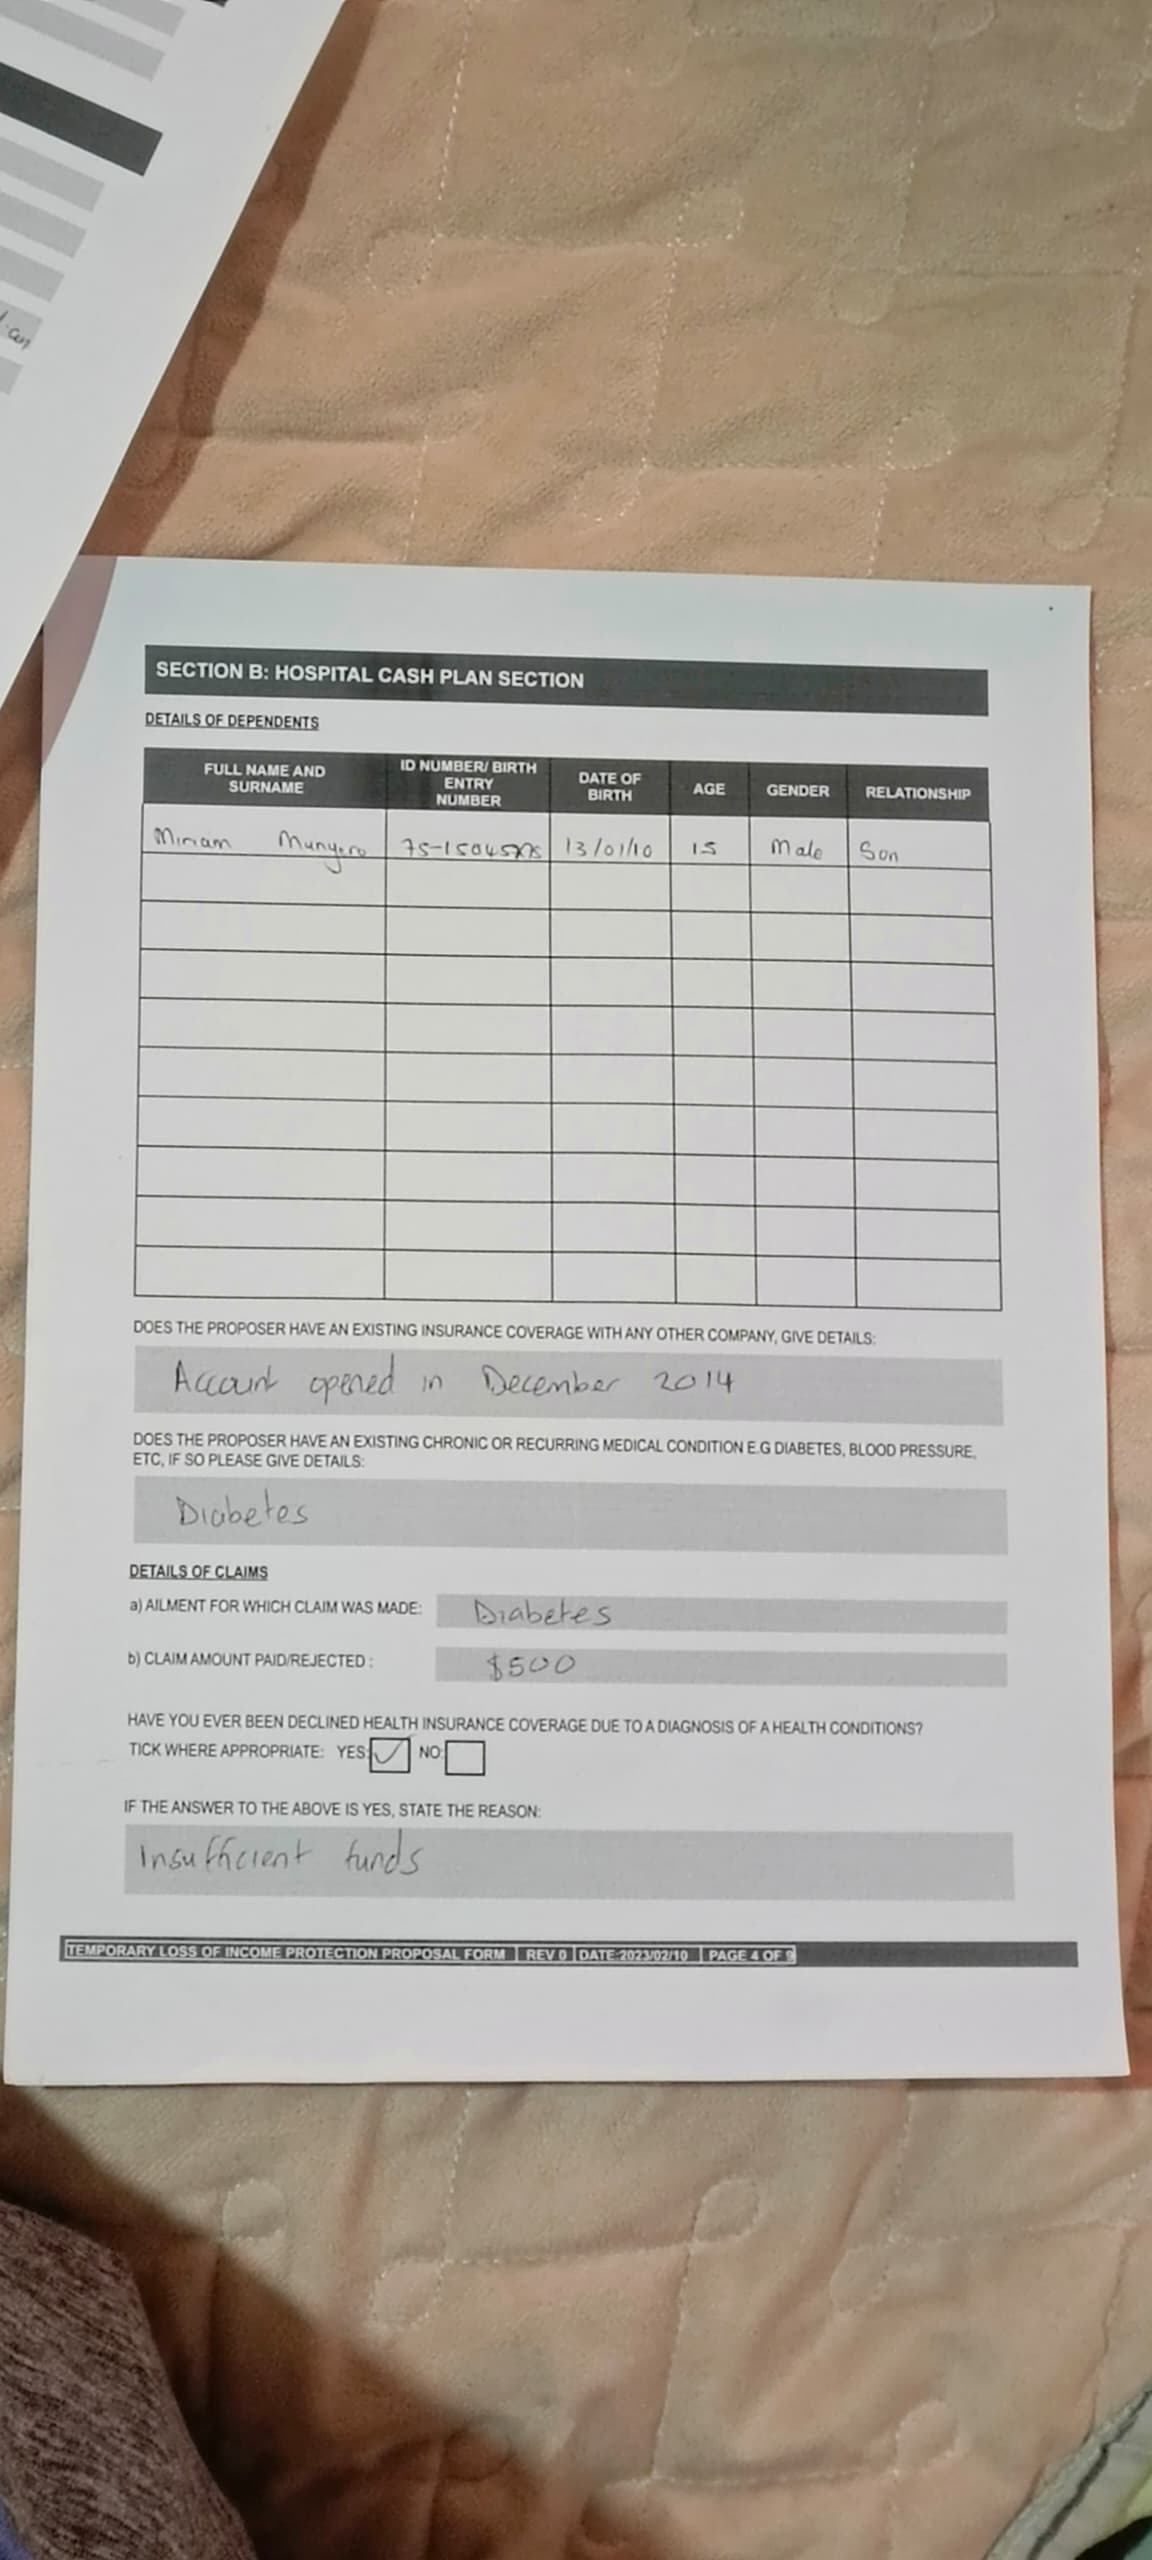 SECTION B: HOSPITAL CASH PLAN SECTION
DETAILS OF DEPENDENTS
FULL NAME AND SURNAME ID NUMBER/ BIRTH ENTRY NUMBER DATE OF BIRTH AGE GENDER RELATIONSHIP
Miriam Munyoro 13/01/10 15 Male Son
DOES THE PROPOSER HAVE AN EXISTING INSURANCE COVERAGE WITH ANY OTHER COMPANY, GIVE DETAILS:
Account opened in December 2014
DOES THE PROPOSER HAVE AN EXISTING CHRONIC OR RECURRING MEDICAL CONDITION E.G DIABETES, BLOOD PRESSURE,
ETC, IF SO PLEASE GIVE DETAILS:
Diabetes
DETAILS OF CLAIMS
a) AILMENT FOR WHICH CLAIM WAS MADE: Diabetes
b) CLAIM AMOUNT PAID/REJECTED : $500
HAVE YOU EVER BEEN DECLINED HEALTH INSURANCE COVERAGE DUE TO A DIAGNOSIS OF A HEALTH CONDITIONS?
TICK WHERE APPROPRIATE: YES: NO:
IF THE ANSWER TO THE ABOVE IS YES, STATE THE REASON:
Insufficient funds
TEMPORARY LOSS OF INCOME PROTECTION PROPOSAL FORM | REV 0 | DATE:2023/02/10 | PAGE 4 OF 9